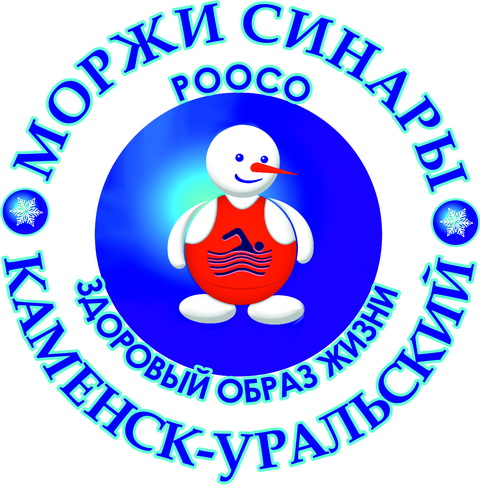 МОРЖИ СИНАРЫ
РООСО
ЗДОРОВЫЙ ОБРАЗ ЖИЗНИ
КАМЕНСК-УРАЛЬСКИЙ